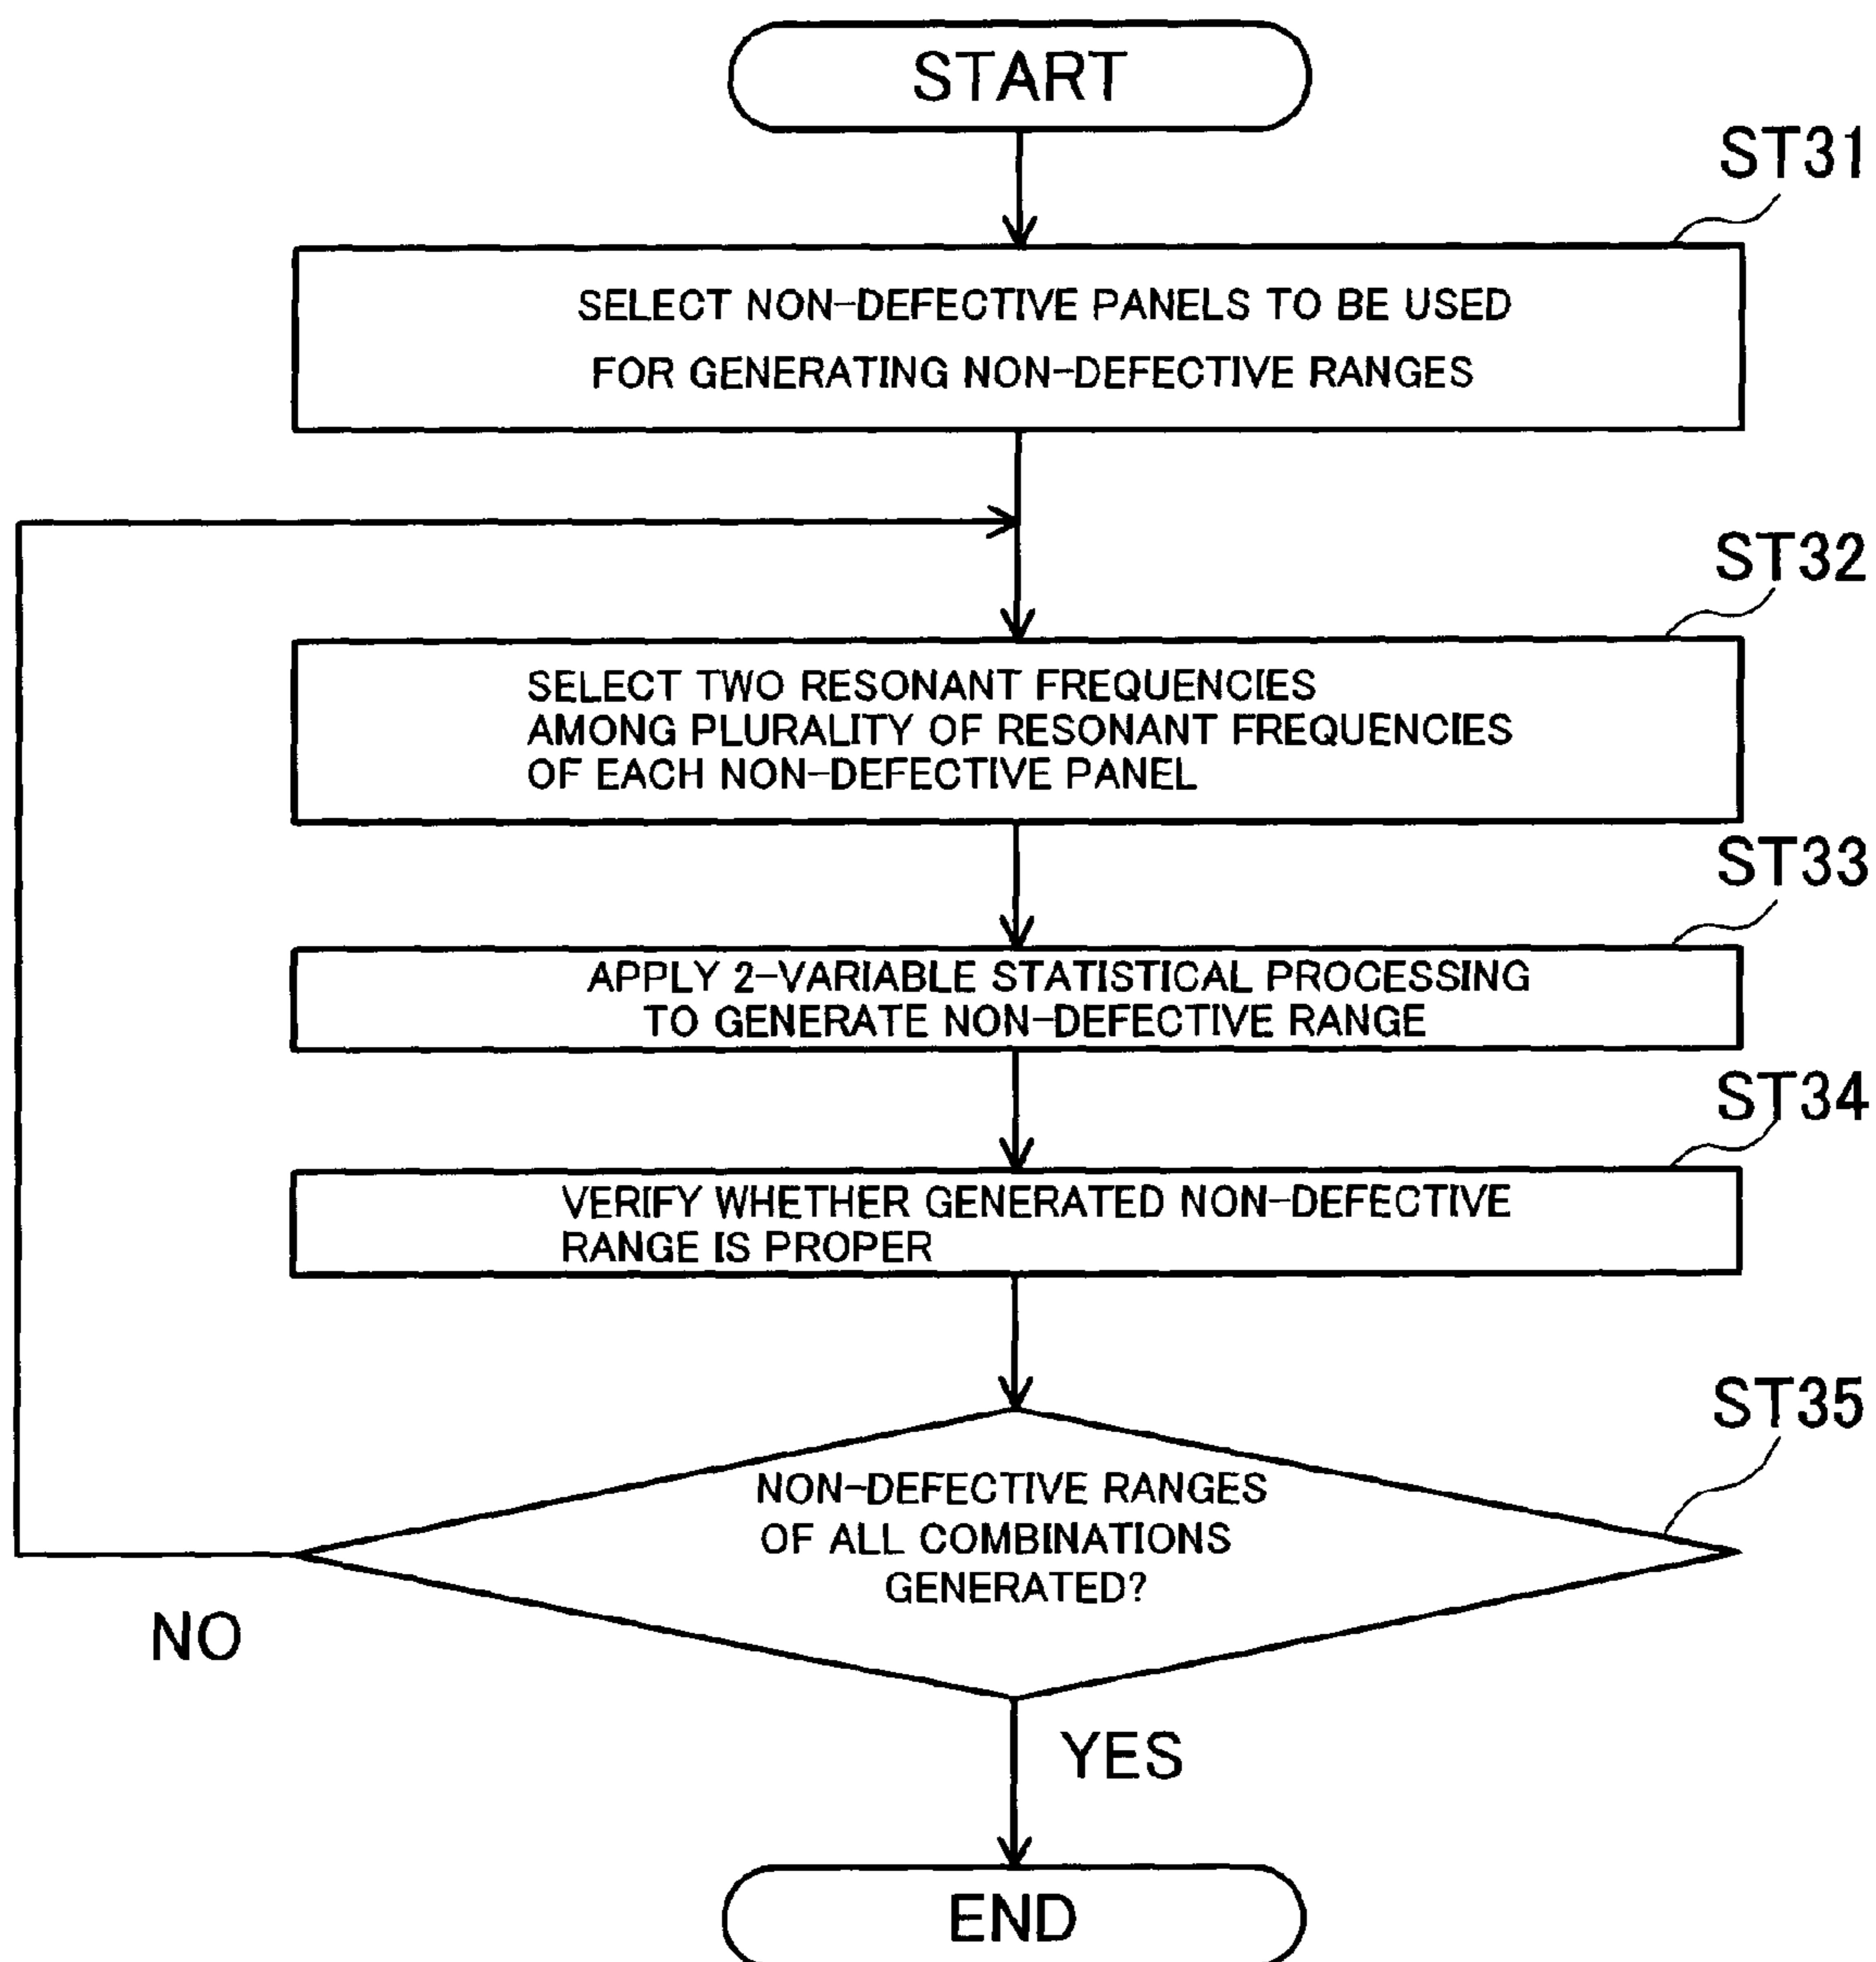 START
ST31
SELECT NON-DEFECTIVE PANELS TO BE USED
FOR GENERATING NON-DEFECTIVE RANGES
ST32
SELECT TWO RESONANT FREQUENCIES
AMONG PLURALITY OF RESONANT FREQUENCIES
OF EACH NON-DEFECTIVE PANEL
ST33
APPLY 2-VARIABLE STATISTICAL PROCESSING
TO GENERATE NON-DEFECTIVE RANGE
ST34
VERIFY WHETHER GENERATED NON-DEFECTIVE
RANGE IS PROPER
ST35
NON-DEFECTIVE RANGES
OF ALL COMBINATIONS
GENERATED?
NO
YES
END